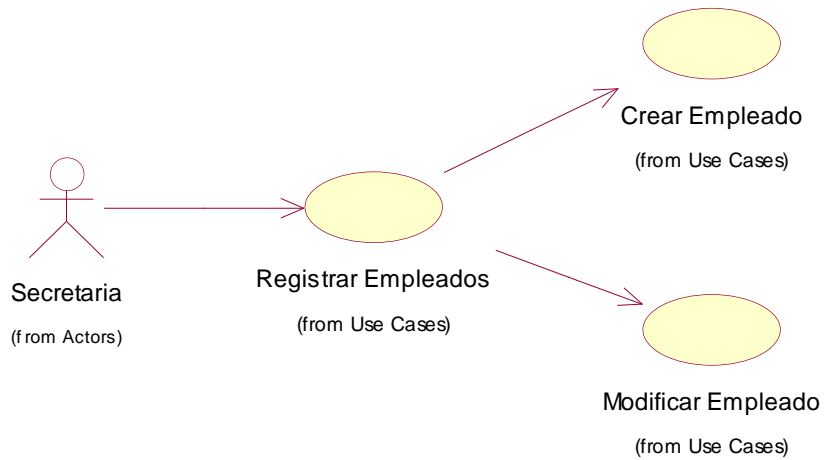 Crear Empleado
(from Use Cases)
Secretaria
(from Actors)
Registrar Empleados
(from Use Cases)
Modificar Empleado
(from Use Cases)